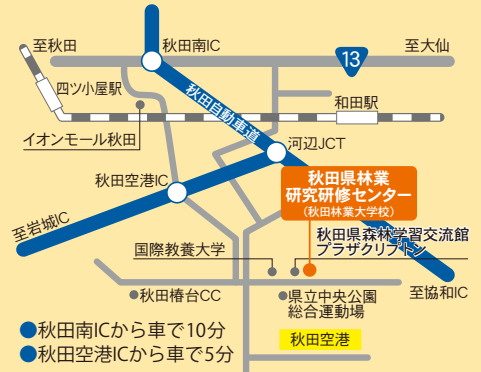 至秋田
秋田南IC
13
至大仙
四ツ小屋駅
秋田自動車道
和田駅
イオンモール秋田
河辺JCT
秋田空港IC
秋田県林業
研究研修センター
(秋田林業大学校)
至岩城IC
秋田県森林学習交流館
プラザクリプトン
国際教養大学
至協和IC
秋田椿台CC
県立中央公園
総合運動場
秋田南ICから車で10分
秋田空港
秋田空港ICから車で5分